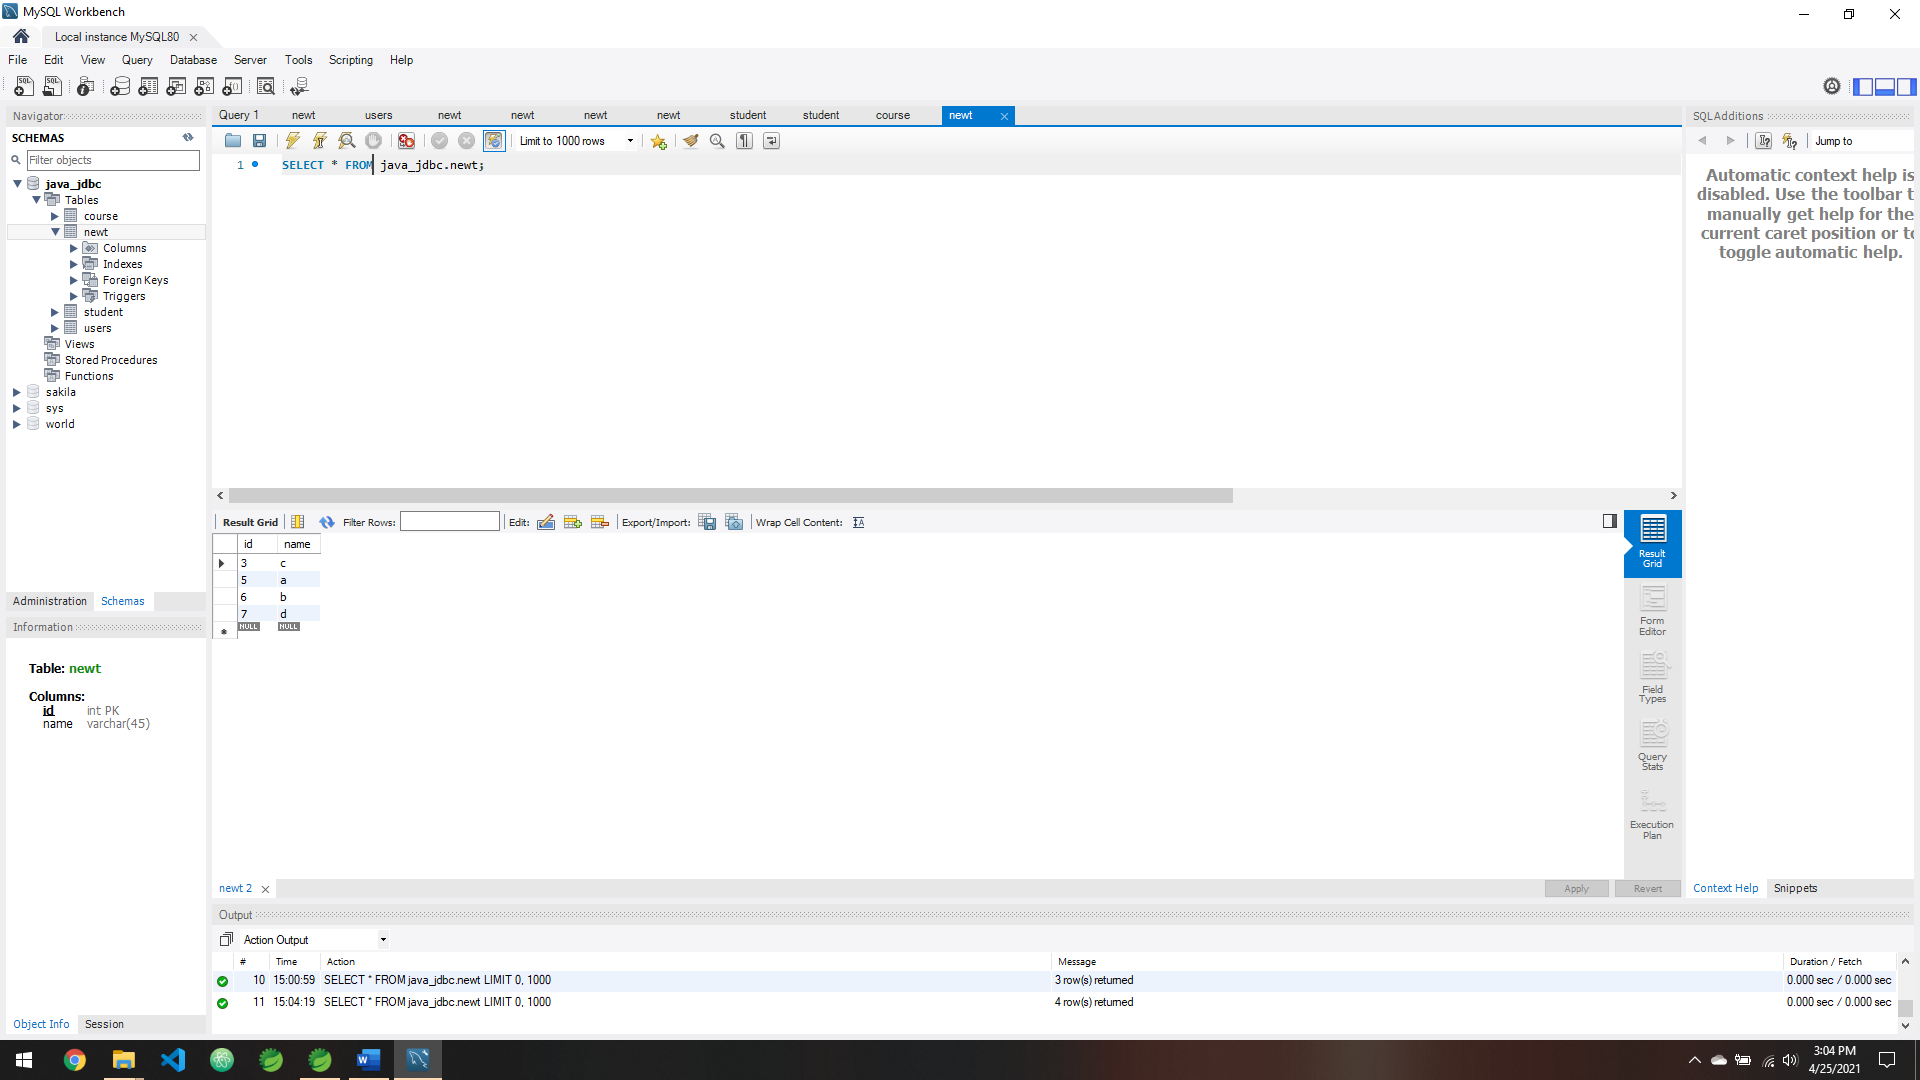 MySQL Workbench
Local instance MySQL80
File Edit View Query Database Server Tools Scripting Help
Navigator
SCHEMAS
Filter objects
java_jdbc
Tables
course
newt
Columns
Indexes
Foreign Keys
Triggers
student
users
Views
Stored Procedures
Functions
sakila
sys
world
Administration Schemas
Information
Table: newt
Columns:
id int PK
name varchar(45)
Object Info Session
Query 1 newt users newt newt newt newt student student course newt
Limit to 1000 rows
1 SELECT * FROM java_jdbc.newt;
Result Grid Filter Rows: Edit: Export/Import: Wrap Cell Content:
id name
3 c
5 a
6 b
7 d
NULL NULL
Result
Grid
Form
Editor
Field
Types
Query
Stats
Execution
Plan
newt 2
Apply Revert
SQLAdditions
Jump to
Automatic context help is
disabled. Use the toolbar t
manually get help for the
current caret position or to
toggle automatic help.
Context Help Snippets
Output
Action Output
# Time Action Message Duration / Fetch
10 15:00:59 SELECT * FROM java_jdbc.newt LIMIT 0, 1000 3 row(s) returned 0.000 sec / 0.000 sec
11 15:04:19 SELECT * FROM java_jdbc.newt LIMIT 0, 1000 4 row(s) returned 0.000 sec / 0.000 sec
3:04 PM
4/25/2021